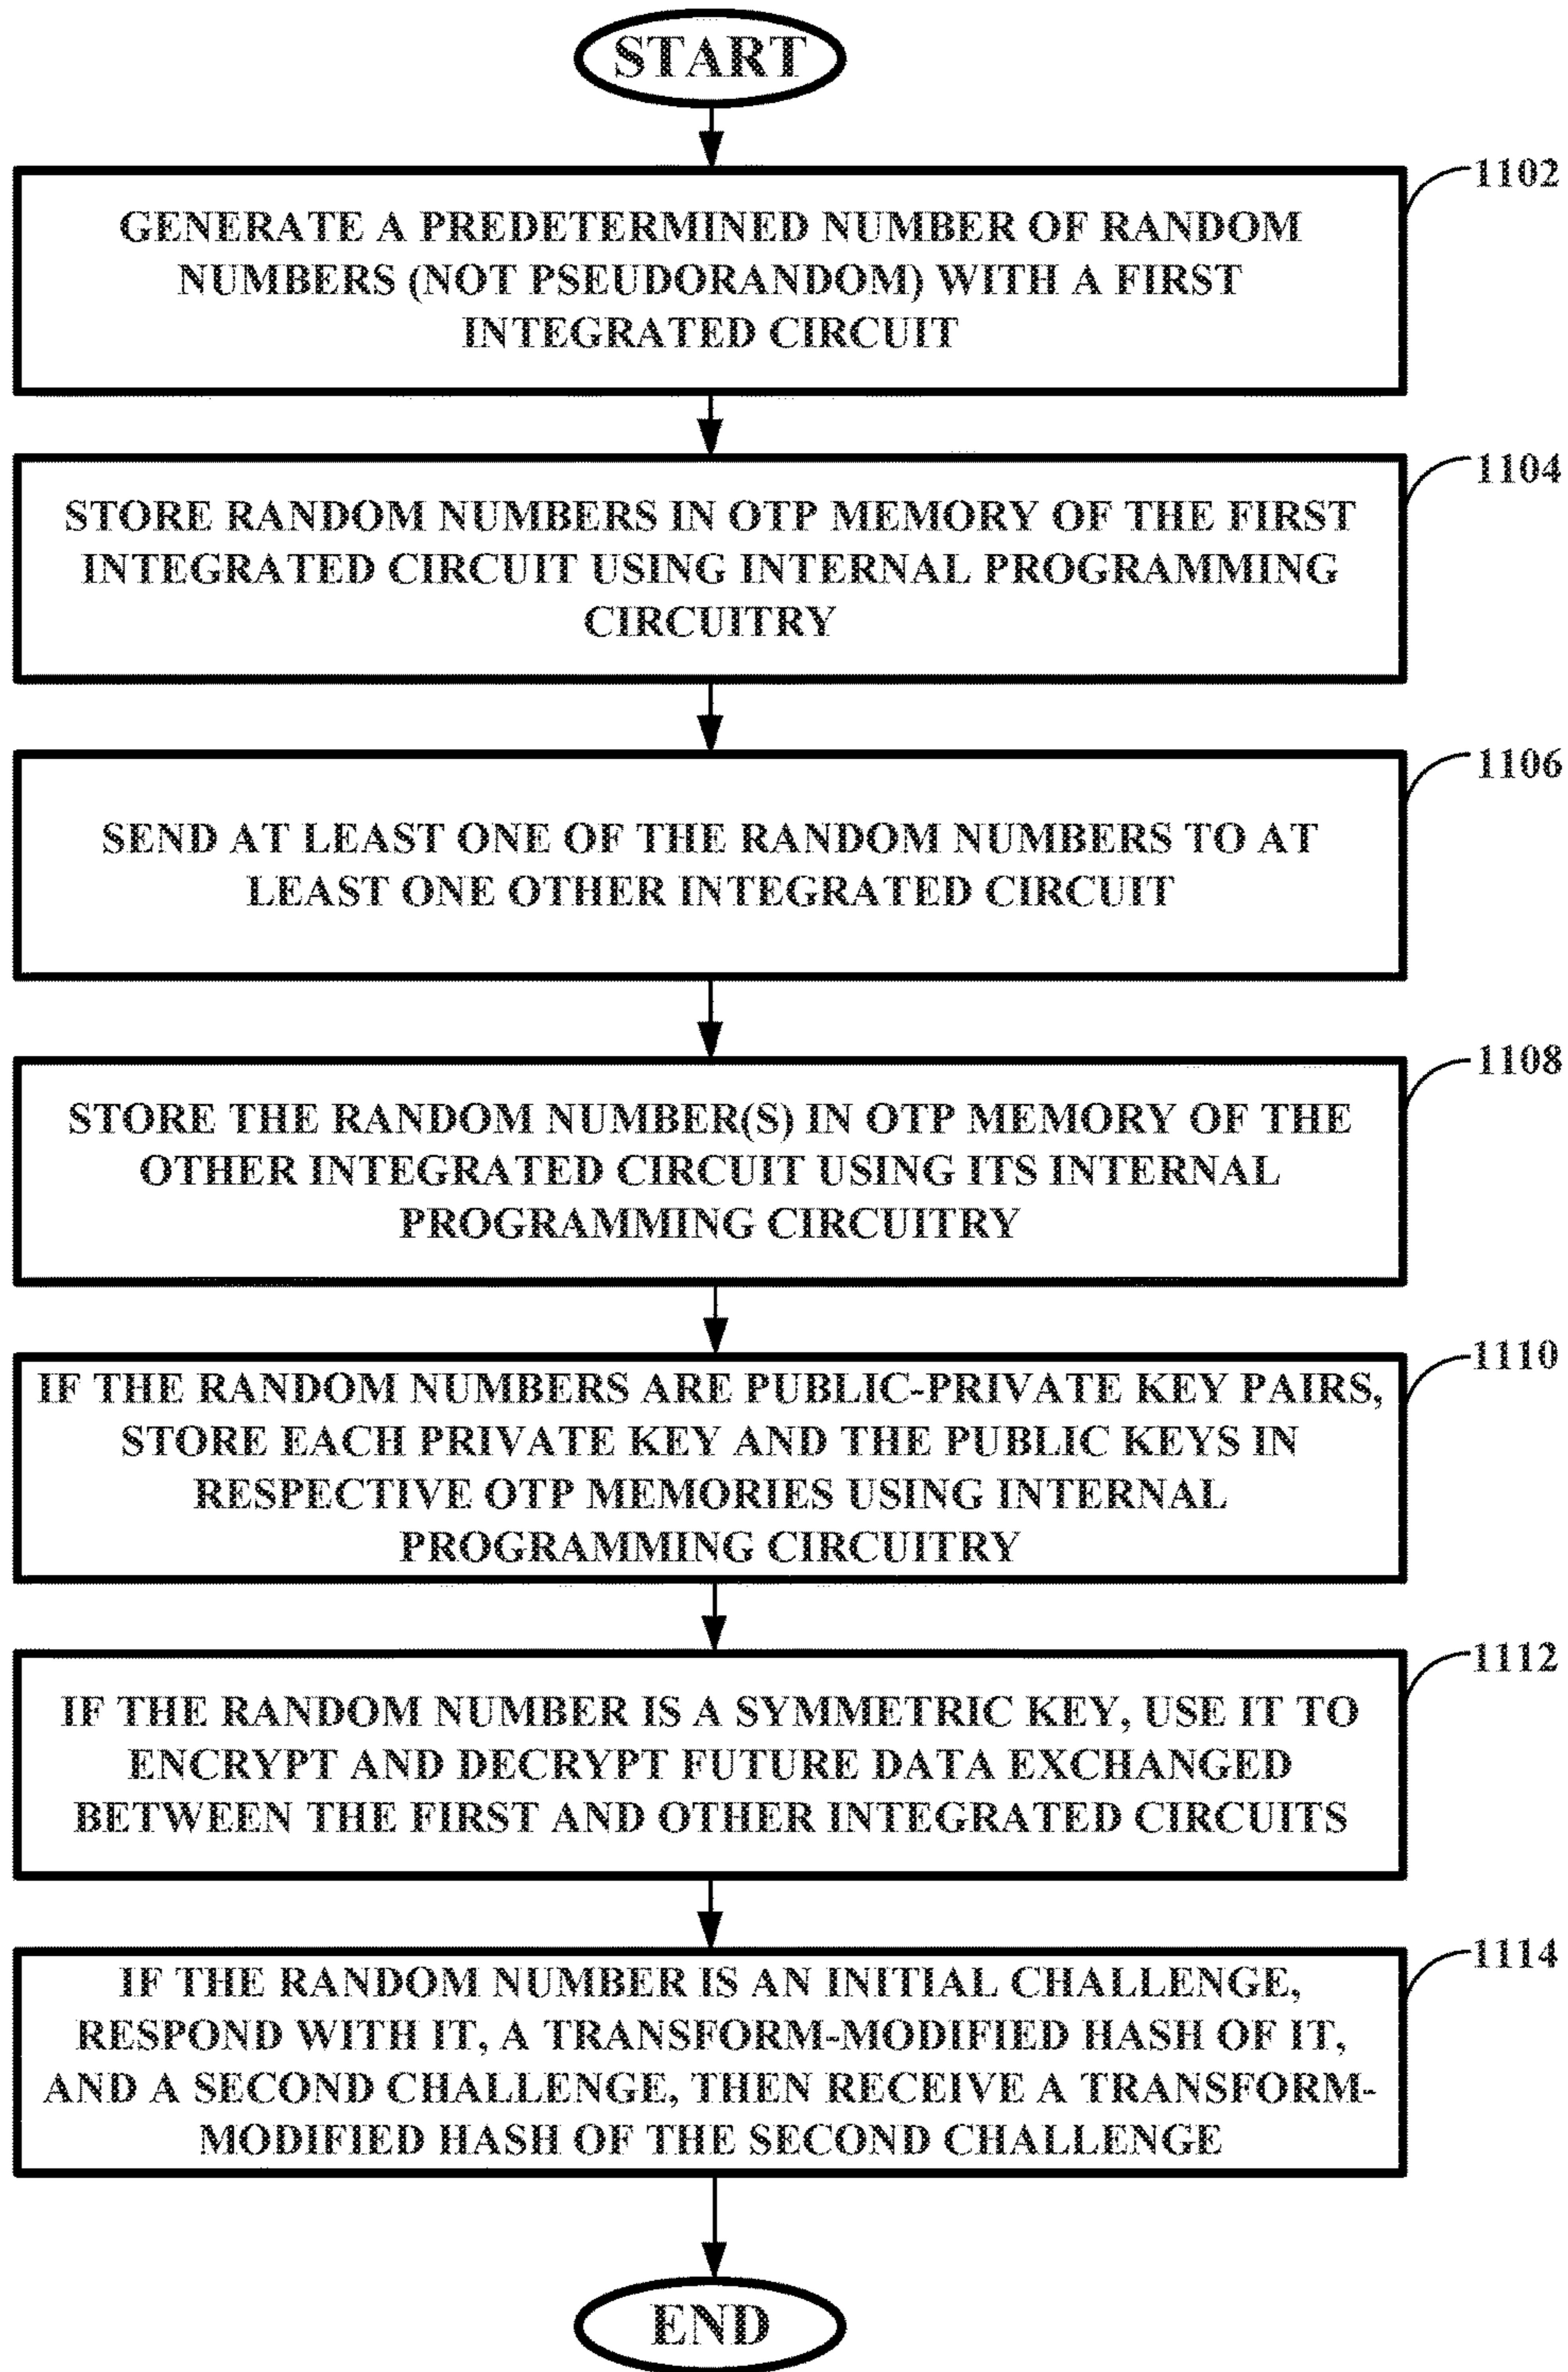 START
1102
GENERATE A PREDETERMINED NUMBER OF RANDOM
NUMBERS (NOT PSEUDORANDOM) WITH A FIRST
INTEGRATED CIRCUIT
1104
STORE RANDOM NUMBERS IN OTP MEMORY OF THE FIRST
INTEGRATED CIRCUIT USING INTERNAL PROGRAMMING
CIRCUITRY
1106
SEND AT LEAST ONE OF THE RANDOM NUMBERS TO AT
LEAST ONE OTHER INTEGRATED CIRCUIT
1108
STORE THE RANDOM NUMBER(S) IN OTP MEMORY OF THE
OTHER INTEGRATED CIRCUIT USING ITS INTERNAL
PROGRAMMING CIRCUITRY
1110
IF THE RANDOM NUMBERS ARE PUBLIC-PRIVATE KEY PAIRS,
STORE EACH PRIVATE KEY AND THE PUBLIC KEYS IN
RESPECTIVE OTP MEMORIES USING INTERNAL
PROGRAMMING CIRCUITRY
1112
IF THE RANDOM NUMBER IS A SYMMETRIC KEY, USE IT TO
ENCRYPT AND DECRYPT FUTURE DATA EXCHANGED
BETWEEN THE FIRST AND OTHER INTEGRATED CIRCUITS
1114
IF THE RANDOM NUMBER IS AN INITIAL CHALLENGE,
RESPOND WITH IT, A TRANSFORM-MODIFIED HASH OF IT,
AND A SECOND CHALLENGE, THEN RECEIVE A TRANSFORM-
MODIFIED HASH OF THE SECOND CHALLENGE
END